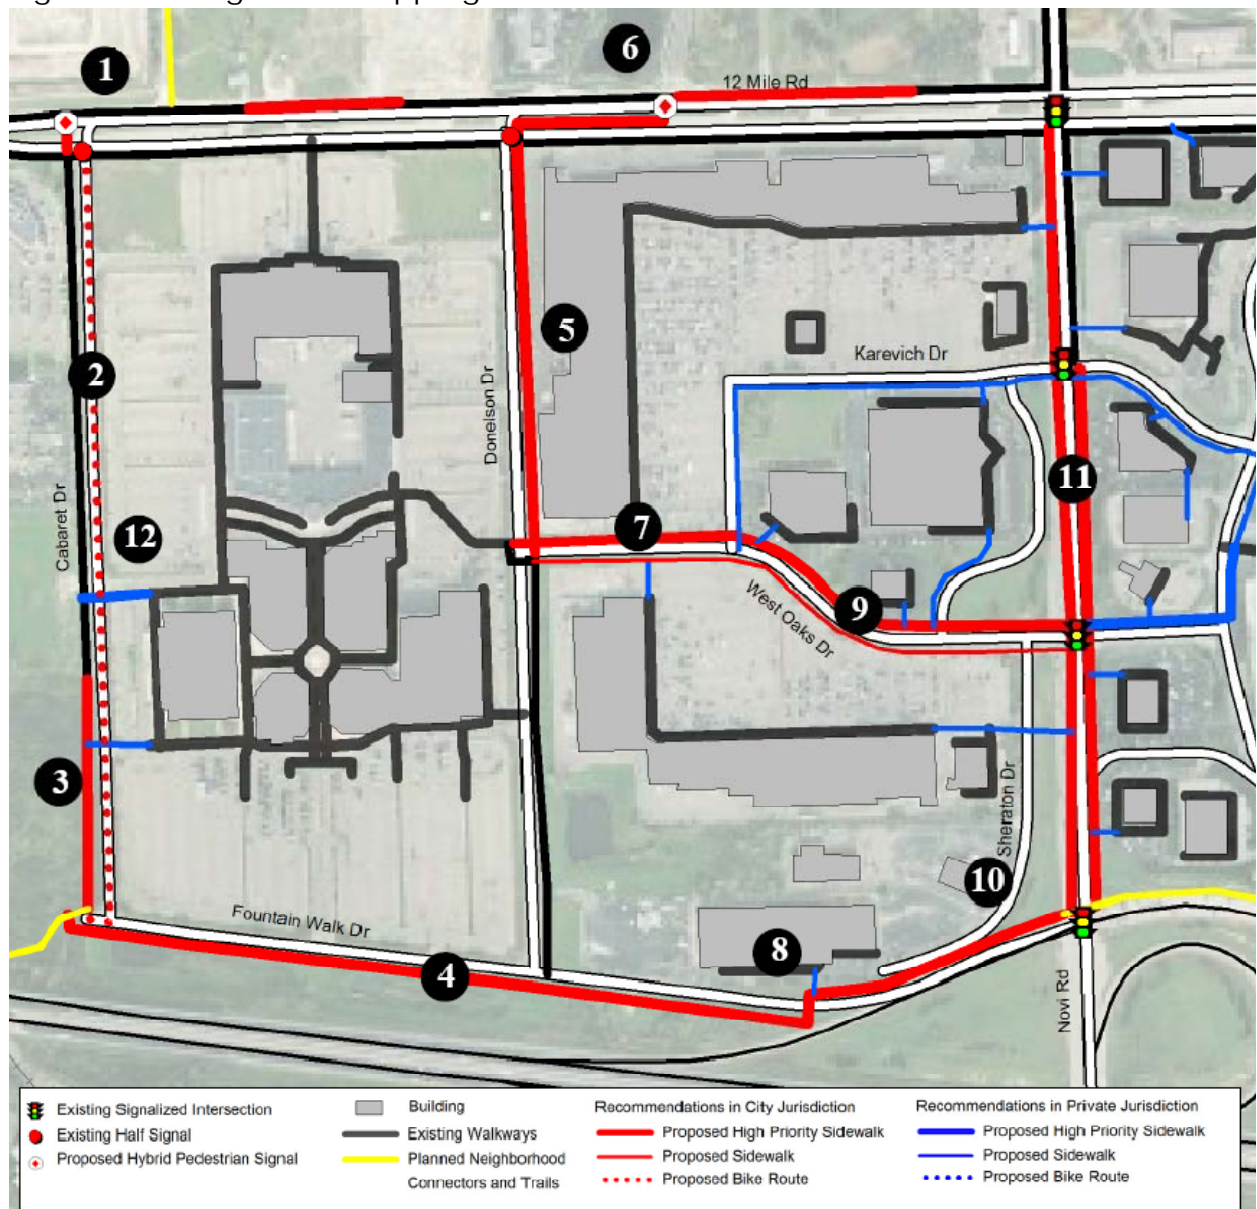 1
6
12 Mile Rd
2
5
Karevich Dr
Donelson Dr
11
Cabaret Dr
12
7
9
West Oaks Dr
3
Sheraton Dr
10
Fountain Walk Dr
8
4
Novi Rd
Existing Signalized Intersection
Existing Half Signal
Proposed Hybrid Pedestrian Signal
Building
Existing Walkways
Planned Neighborhood
Connectors and Trails
Recommendations in City Jurisdiction
Proposed High Priority Sidewalk
Proposed Sidewalk
Proposed Bike Route
Recommendations in Private Jurisdiction
Proposed High Priority Sidewalk
Proposed Sidewalk
Proposed Bike Route